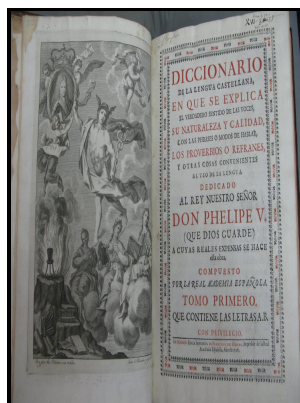 DICCIONARIO
DE LA LENGUA CASTELLANA,
EN QUE SE EXPLICA
EL VERDADERO SENTIDO DE LAS VOCES,
SU NATURALEZA Y CALIDAD,
CON LAS PHRASES O MODOS DE HABLAR,
LOS PROVERBIOS O REFRANES,
Y OTRAS COSAS CONVENIENTES
AL USO DE LA LENGUA.
DEDICADO
AL REY NUESTRO SEÑOR
DON PHELIPE V.
(QUE DIOS GUARDE)
A CUYAS REALES EXPENSAS SE HACE
esta obra.
COMPUESTO
POR LA REAL ACADEMIA ESPAÑOLA.
TOMO PRIMERO.
QUE CONTIENE LAS LETRAS A.B.
CON PRIVILEGIO.